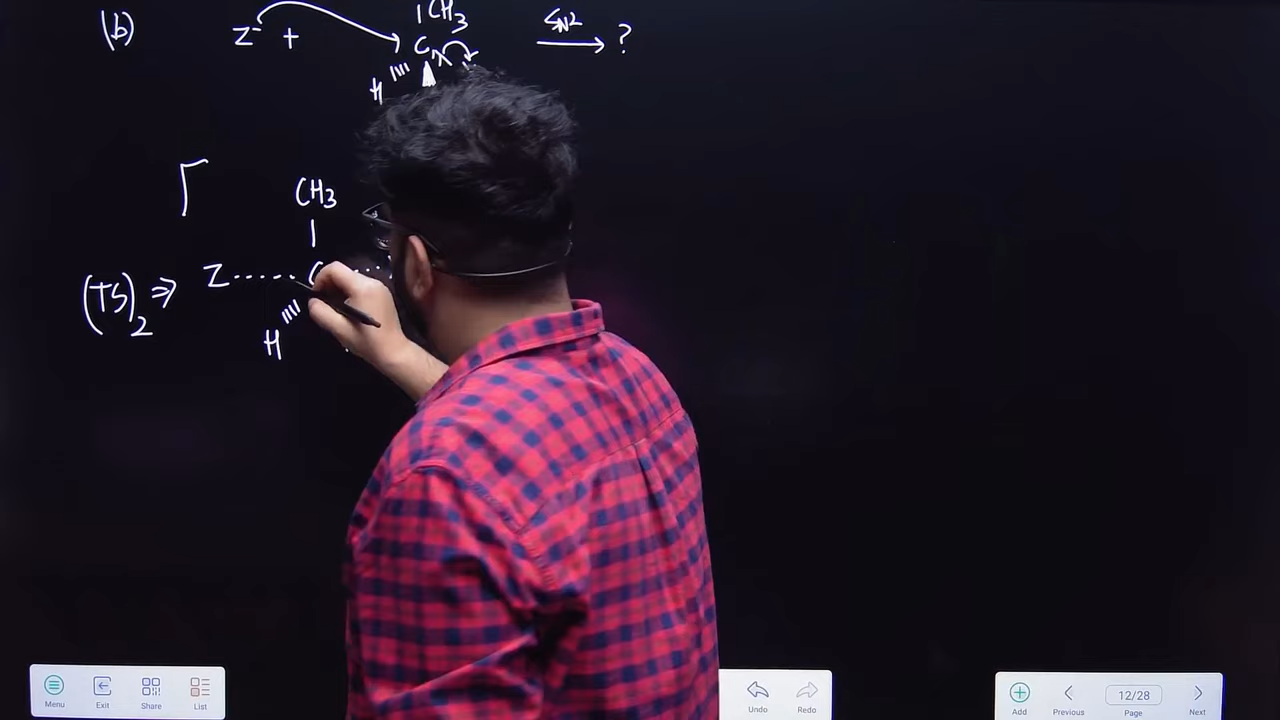 (b) Z⁻ + CH3 SN2 ?
C
H
CH3
(TS)2 ⇒ Z
H
Menu Exit Share List Undo Redo Add Previous 12/28 Page Next